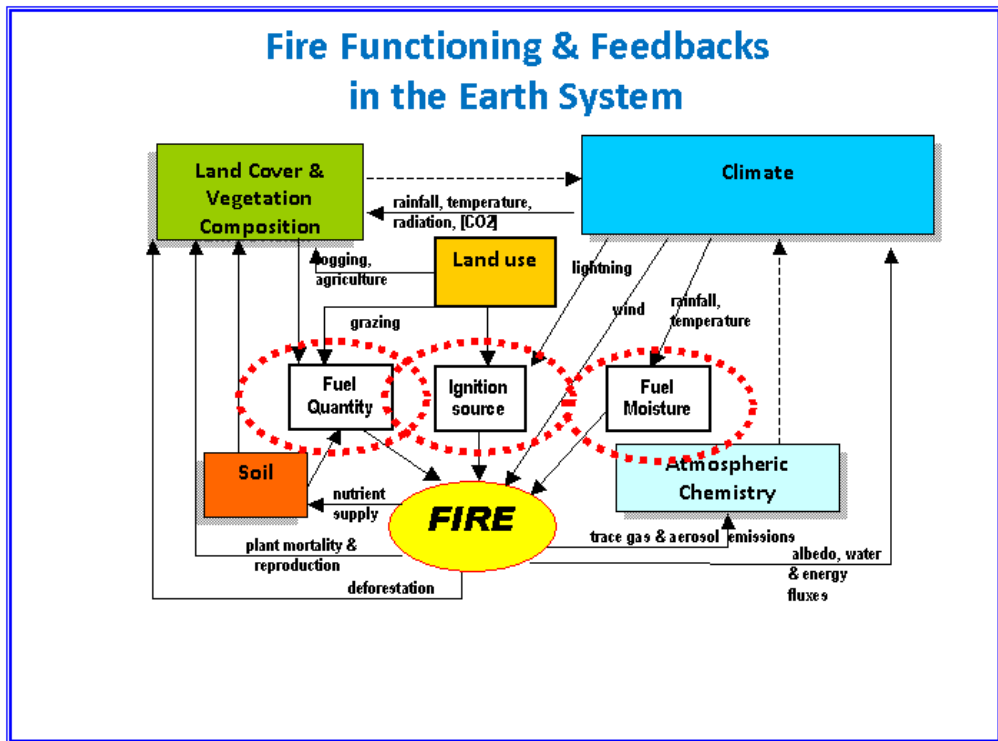 Fire Functioning & Feedbacks
in the Earth System
Land Cover &
Vegetation
Composition
Climate
rainfall, temperature,
radiation, [CO2]
Land use
logging,
agriculture
lightning
grazing
wind
rainfall,
temperature
Fuel
Quantity
Ignition
source
Fuel
Moisture
Soil
Atmospheric
Chemistry
nutrient
supply
FIRE
plant mortality &
reproduction
trace gas & aerosol emissions
albedo, water
& energy
fluxes
deforestation